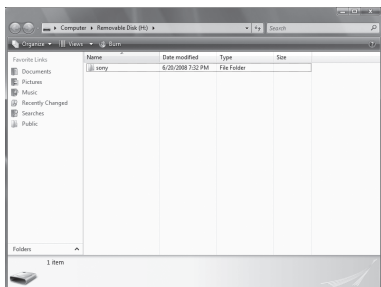 Computer ▸ Removable Disk (H:) ▸
Search
Organize Views Burn
Favorite Links
Documents
Pictures
Music
Recently Changed
Searches
Public
Folders
Name Date modified Type Size
sony 6/20/2008 7:32 PM File Folder
1 item